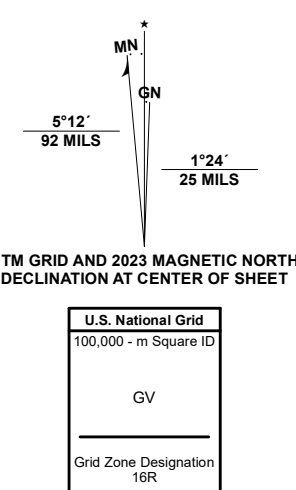 MN
GN
5°12´
92 MILS
1°24´
25 MILS
TM GRID AND 2023 MAGNETIC NORTH
DECLINATION AT CENTER OF SHEET
U.S. National Grid
100,000 - m Square ID
GV
Grid Zone Designation
16R